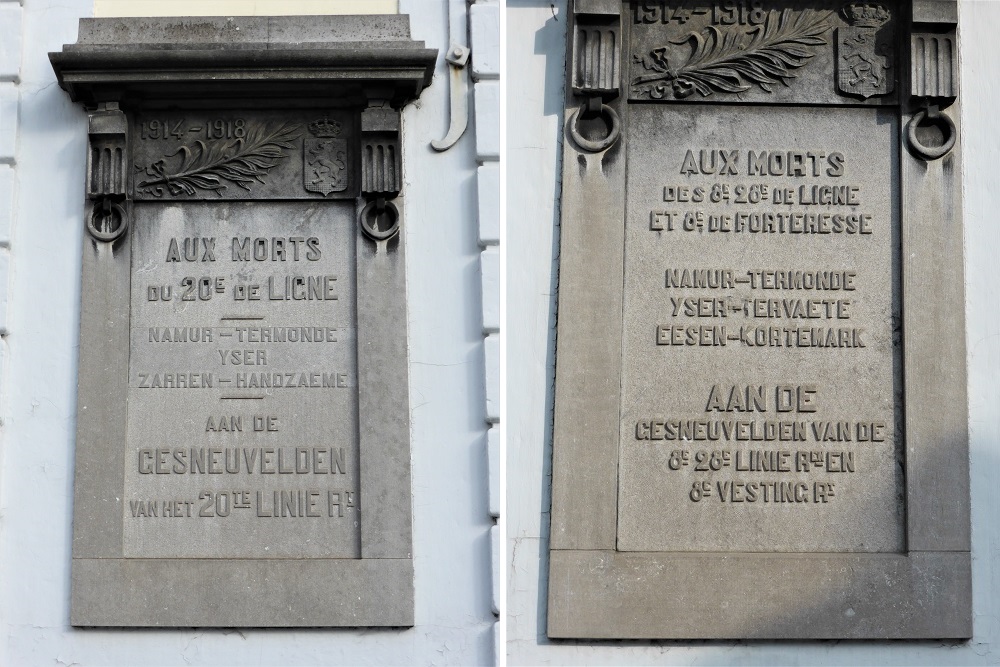 1914-1918
AUX MORTS
DU 20E DE LIGNE
NAMUR-TERMONDE
YSER
ZARREN-HANDZAEME
AAN DE
GESNEUVELDEN
VAN HET 20TE LINIE RT
1914-1918
AUX MORTS
DES 8E 28E DE LIGNE
ET 8E DE FORTERESSE
NAMUR-TERMONDE
YSER-TERVAETE
EESEN-KORTEMARK
AAN DE
GESNEUVELDEN VAN DE
8E 28E LINIE RTEN EN
8E VESTING RT